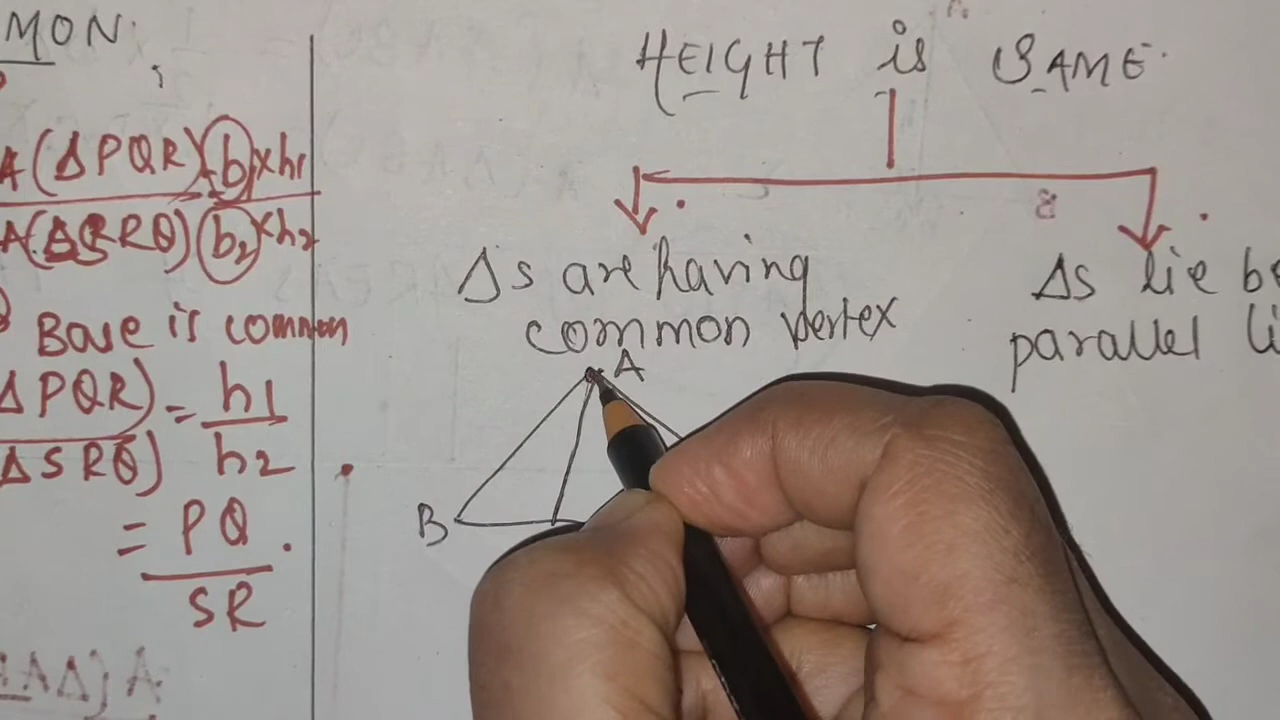 MON.
A(ΔPQR) b1×h1
A(ΔSRQ) b2×h2
Base is common
ΔPQR) = h1
ΔSRQ) h2
= PQ
SR
HEIGHT is SAME.
Δs are having
common vertex
A
B
Δs lie be
parallel li